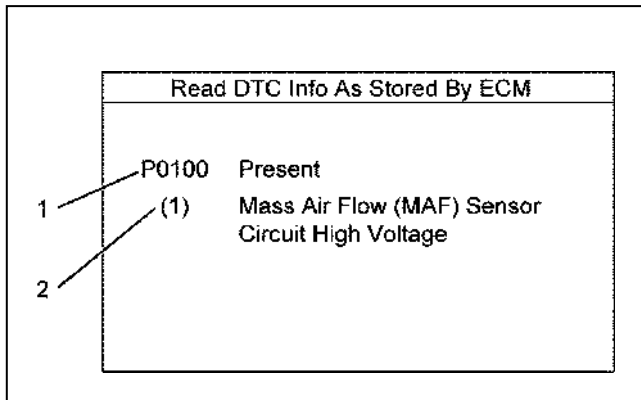 Read DTC Info As Stored By ECM
P0100 Present
1
(1) Mass Air Flow (MAF) Sensor
Circuit High Voltage
2